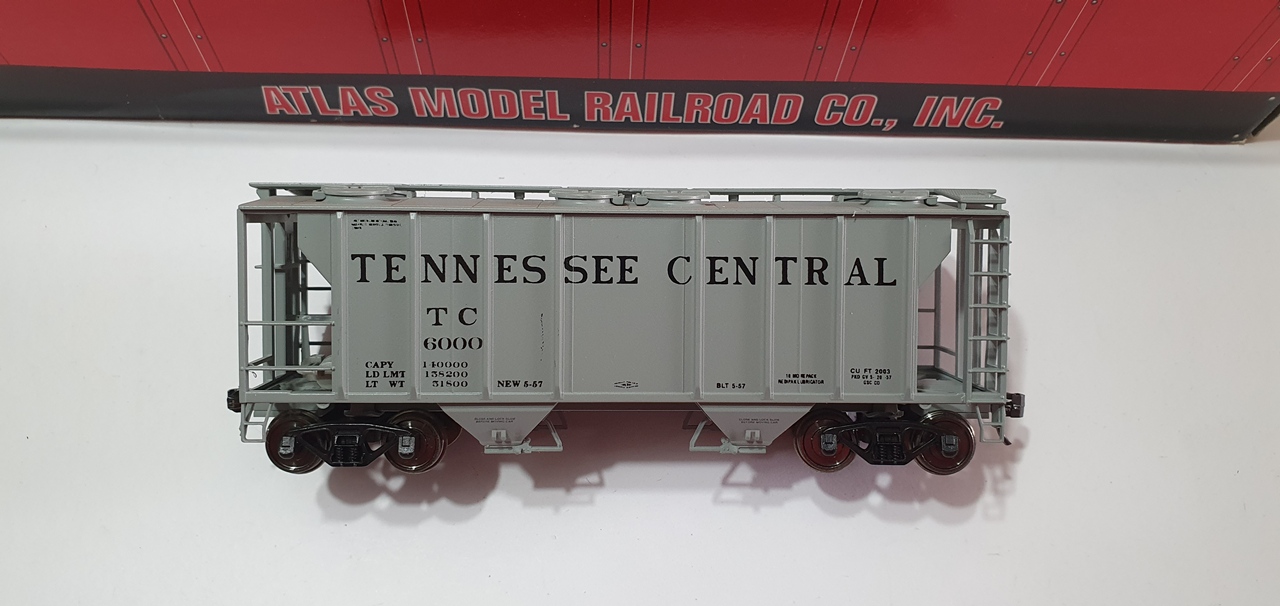 ATLAS MODEL RAILROAD CO., INC.
TENNESSEE CENTRAL
TC
6000
CAPY 140000
LD LMT 138200
LT WT 51800
NEW 5-57
BLT 5-57
CU FT 2003